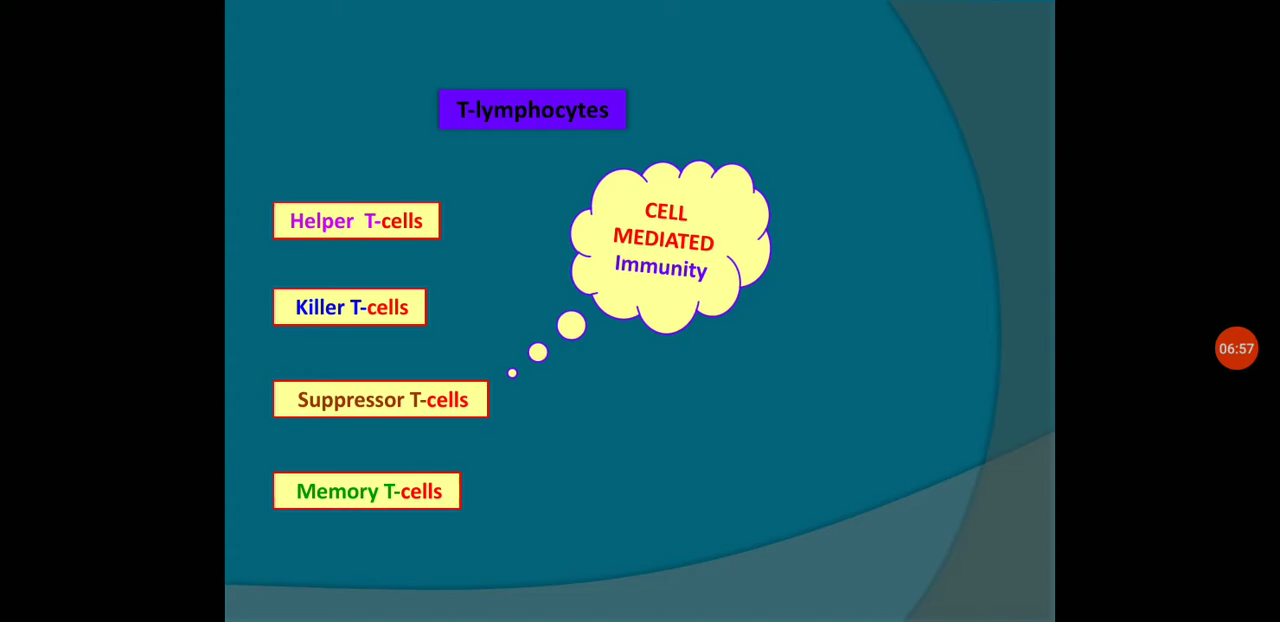 T-lymphocytes
CELL
MEDIATED
Immunity
Helper T-cells
Killer T-cells
Suppressor T-cells
Memory T-cells
06:57